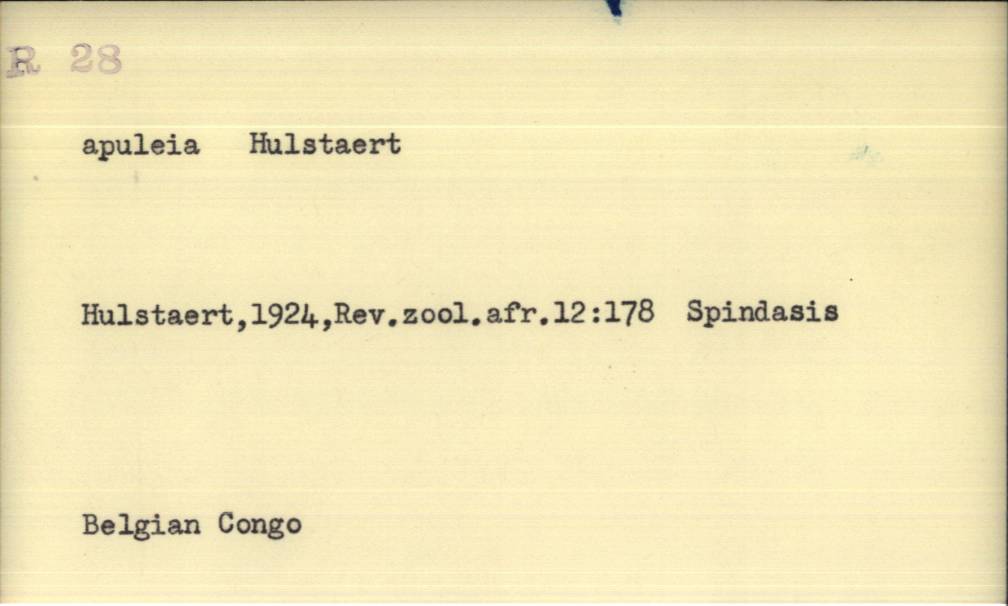 R 28
apuleia Hulstaert
Hulstaert,1924,Rev.zool.afr.12:178 Spindasis
Belgian Congo